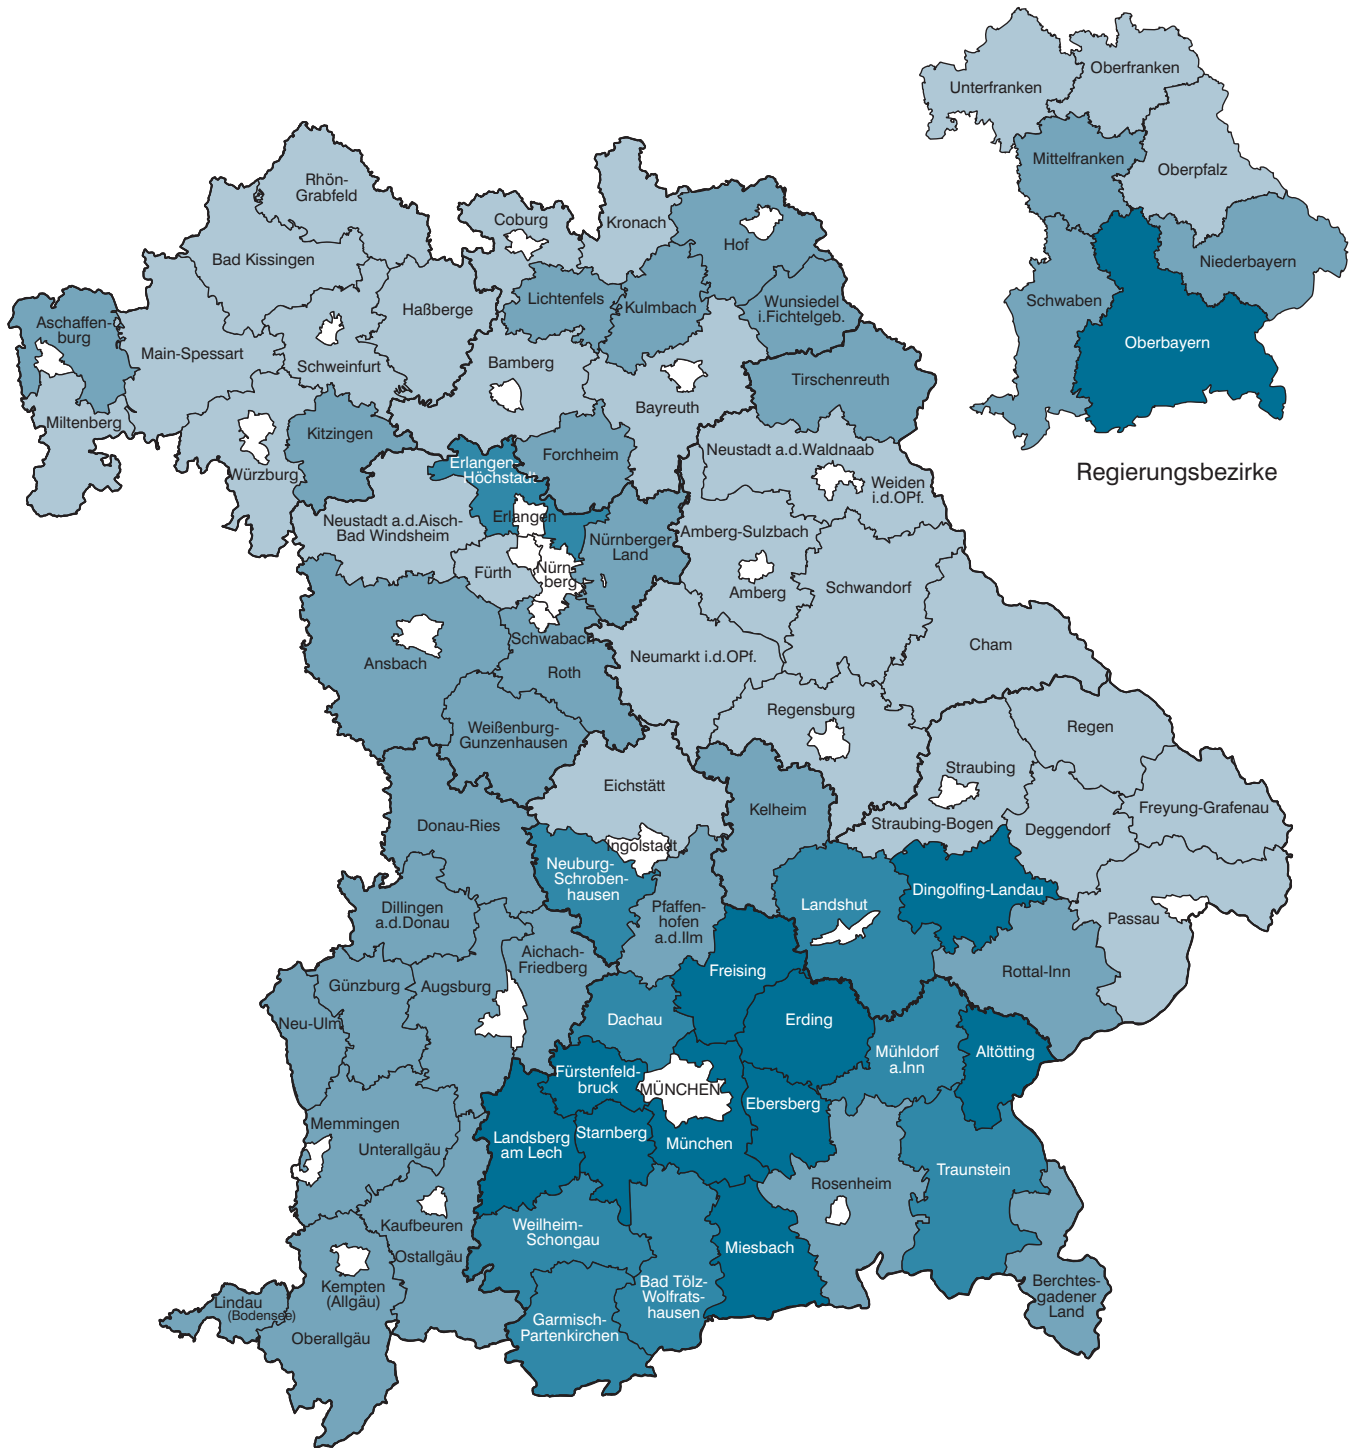 Unterfranken
Oberfranken
Mittelfranken
Oberpfalz
Niederbayern
Schwaben
Oberbayern
Regierungsbezirke
Rhön-
Grabfeld
Coburg
Kronach
Hof
Bad Kissingen
Haßberge
Lichtenfels
Kulmbach
Wunsiedel
i.Fichtelgeb.
Aschaffen-
burg
Main-Spessart
Schweinfurt
Bamberg
Bayreuth
Tirschenreuth
Miltenberg
Kitzingen
Würzburg
Erlangen-
Höchstadt
Forchheim
Neustadt a.d.Waldnaab
Weiden
i.d.OPf.
Neustadt a.d.Aisch-
Bad Windsheim
Erlangen
Nürnberger
Land
Amberg-Sulzbach
Fürth
Nürn-
berg
Amberg
Schwandorf
Schwabach
Roth
Ansbach
Neumarkt i.d.OPf.
Cham
Weißenburg-
Gunzenhausen
Regensburg
Regen
Eichstätt
Straubing
Kelheim
Straubing-Bogen
Deggendorf
Freyung-Grafenau
Donau-Ries
Ingolstadt
Neuburg-
Schroben-
hausen
Dingolfing-Landau
Dillingen
a.d.Donau
Pfaffen-
hofen
a.d.Ilm
Landshut
Passau
Aichach-
Friedberg
Freising
Rottal-Inn
Günzburg
Augsburg
Neu-Ulm
Dachau
Erding
Mühldorf
a.Inn
Altötting
Fürstenfeld-
bruck
MÜNCHEN
Ebersberg
Memmingen
Unterallgäu
Landsberg
am Lech
Starnberg
München
Traunstein
Rosenheim
Kaufbeuren
Weilheim-
Schongau
Miesbach
Ostallgäu
Kempten
(Allgäu)
Bad Tölz-
Wolfrats-
hausen
Berchtes-
gadener
Land
Lindau
(Bodensee)
Oberallgäu
Garmisch-
Partenkirchen